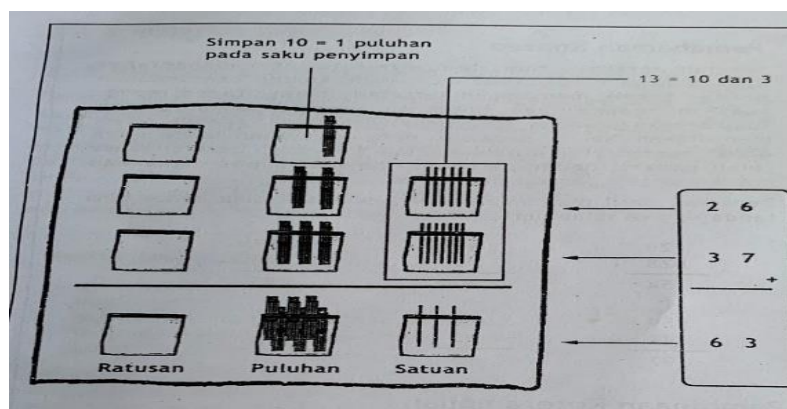 Simpan 10 = 1 puluhan
pada saku penyimpan
13 = 10 dan 3
2 6
3 7
+
6 3
Ratusan Puluhan Satuan